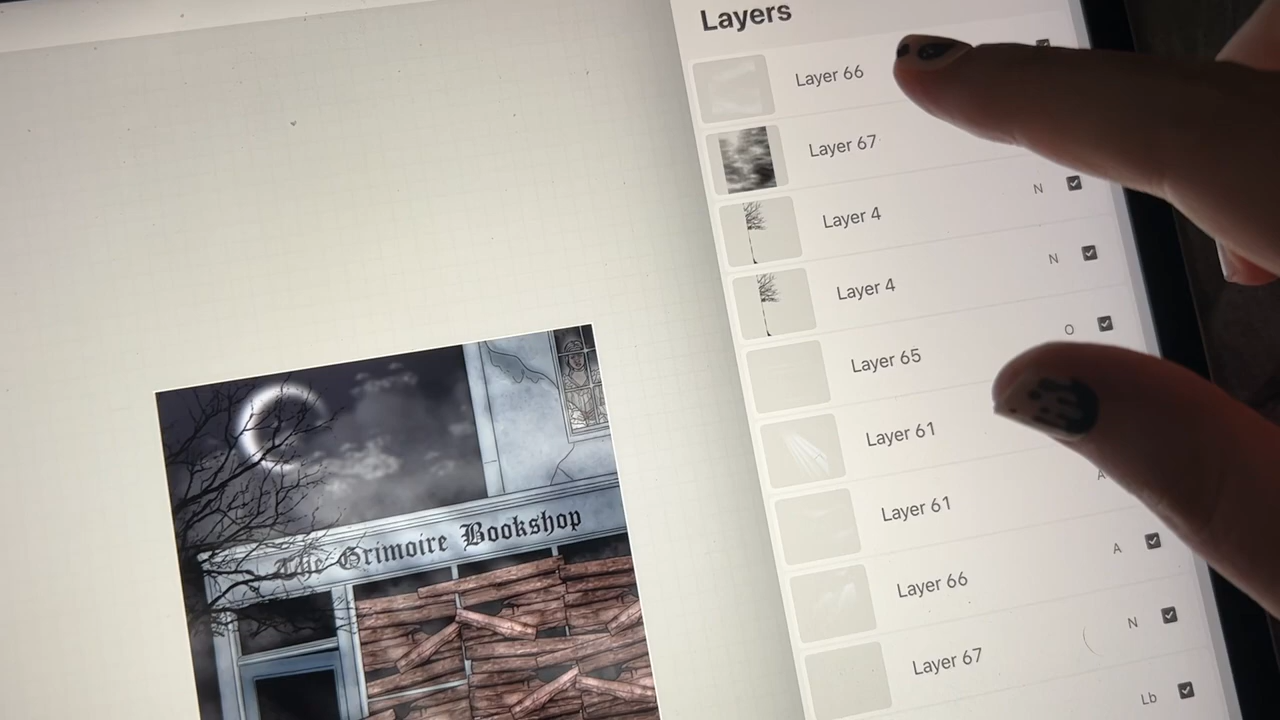 Layers
Layer 66
Layer 67
N
Layer 4
N
Layer 4
O
Layer 65
Layer 61
A
Layer 61
A
Layer 66
N
Layer 67
Lb
The Grimoire Bookshop